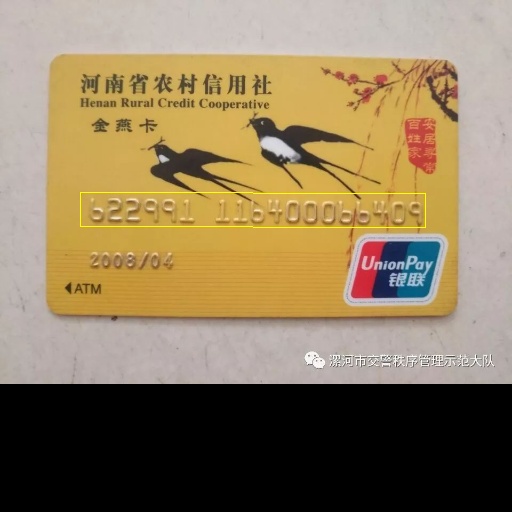 河南省农村信用社
Henan Rural Credit Cooperative
金燕卡
安居乐常
百姓家
622991 116400066409
2008/04
UnionPay
银联
ATM
漯河市交警秩序管理示范大队